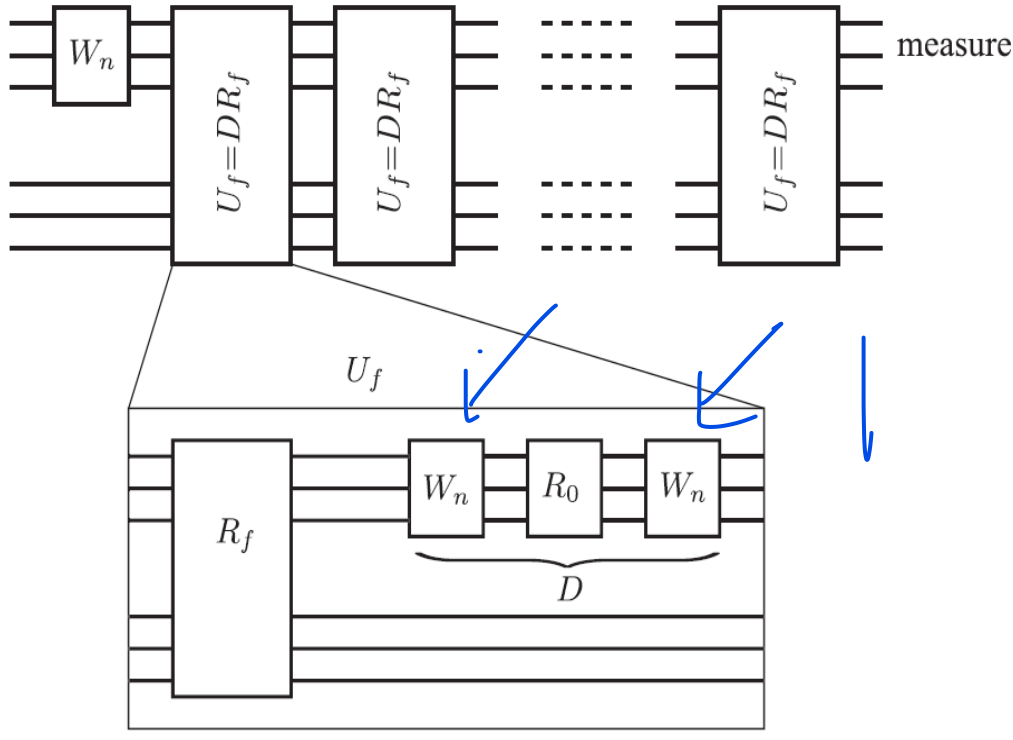 W_n
measure
U_f=DR_f
U_f=DR_f
U_f=DR_f
U_f
R_f
W_n
R_0
W_n
D